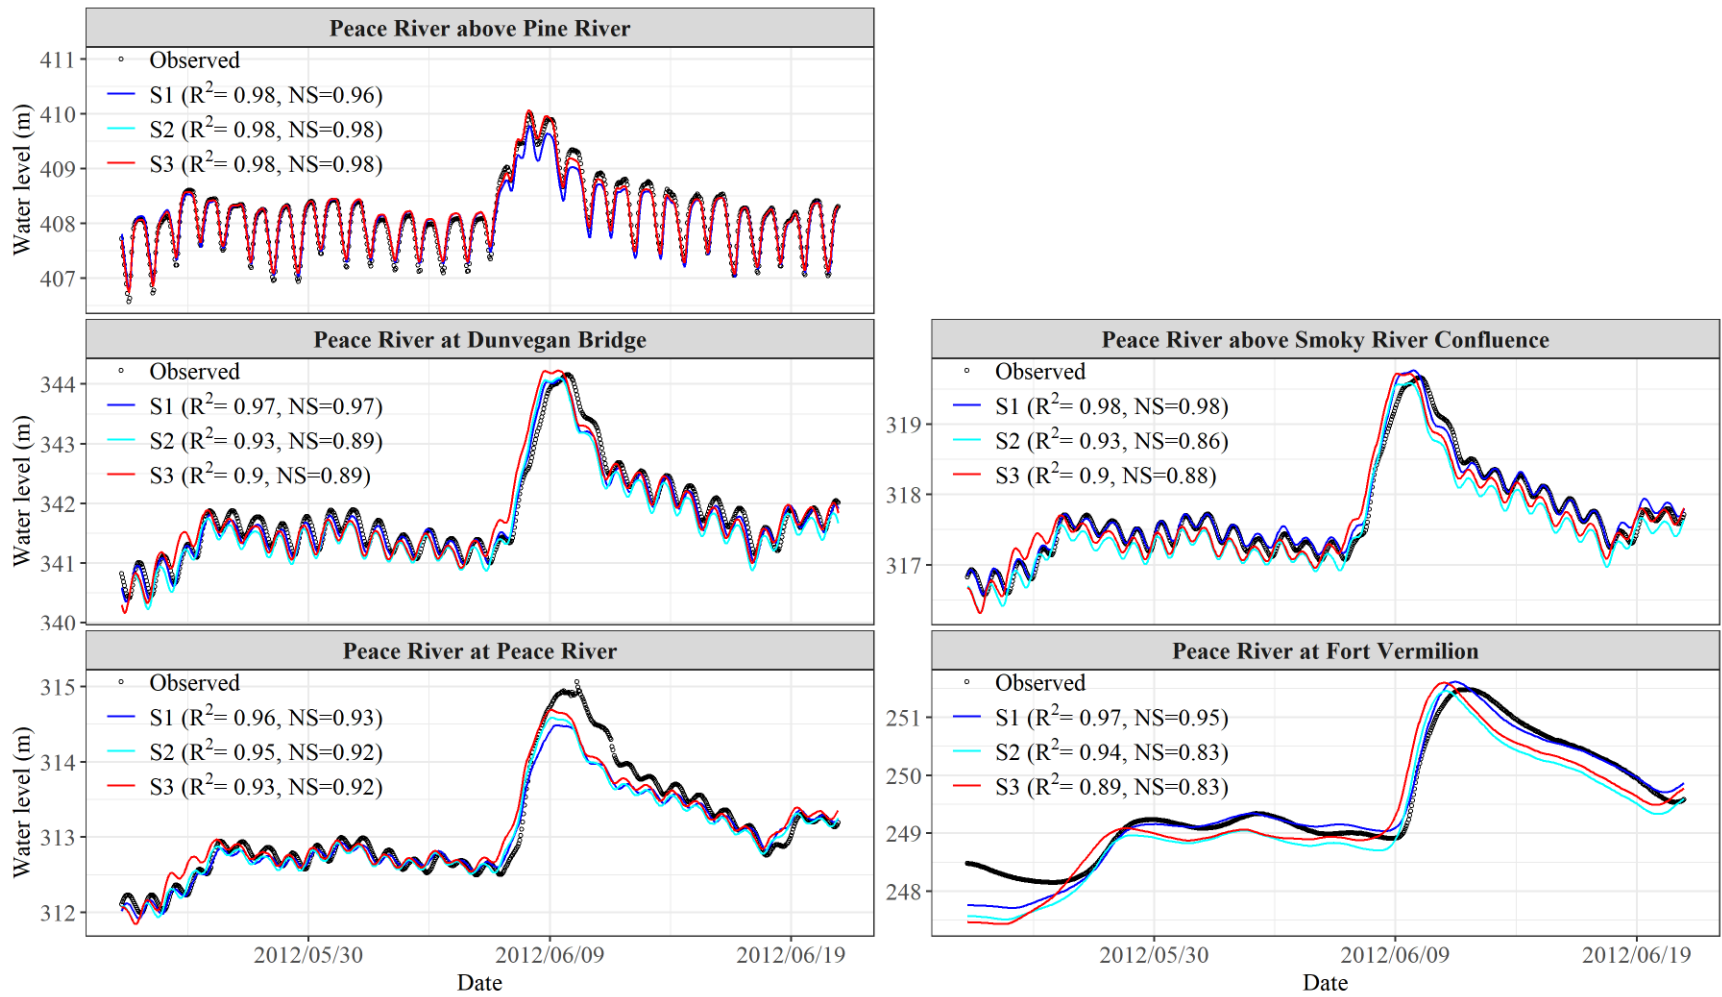 Peace River above Pine River
Observed
S1 (R2= 0.98, NS=0.96)
S2 (R2= 0.98, NS=0.98)
S3 (R2= 0.98, NS=0.98)
Water level (m)
411
410
409
408
407
Peace River at Dunvegan Bridge
Observed
S1 (R2= 0.97, NS=0.97)
S2 (R2= 0.93, NS=0.89)
S3 (R2= 0.9, NS=0.89)
Water level (m)
344
343
342
341
340
Peace River above Smoky River Confluence
Observed
S1 (R2= 0.98, NS=0.98)
S2 (R2= 0.93, NS=0.86)
S3 (R2= 0.9, NS=0.88)
319
318
317
Peace River at Peace River
Observed
S1 (R2= 0.96, NS=0.93)
S2 (R2= 0.95, NS=0.92)
S3 (R2= 0.93, NS=0.92)
Water level (m)
315
314
313
312
2012/05/30
2012/06/09
2012/06/19
Date
Peace River at Fort Vermilion
Observed
S1 (R2= 0.97, NS=0.95)
S2 (R2= 0.94, NS=0.83)
S3 (R2= 0.89, NS=0.83)
251
250
249
248
2012/05/30
2012/06/09
2012/06/19
Date